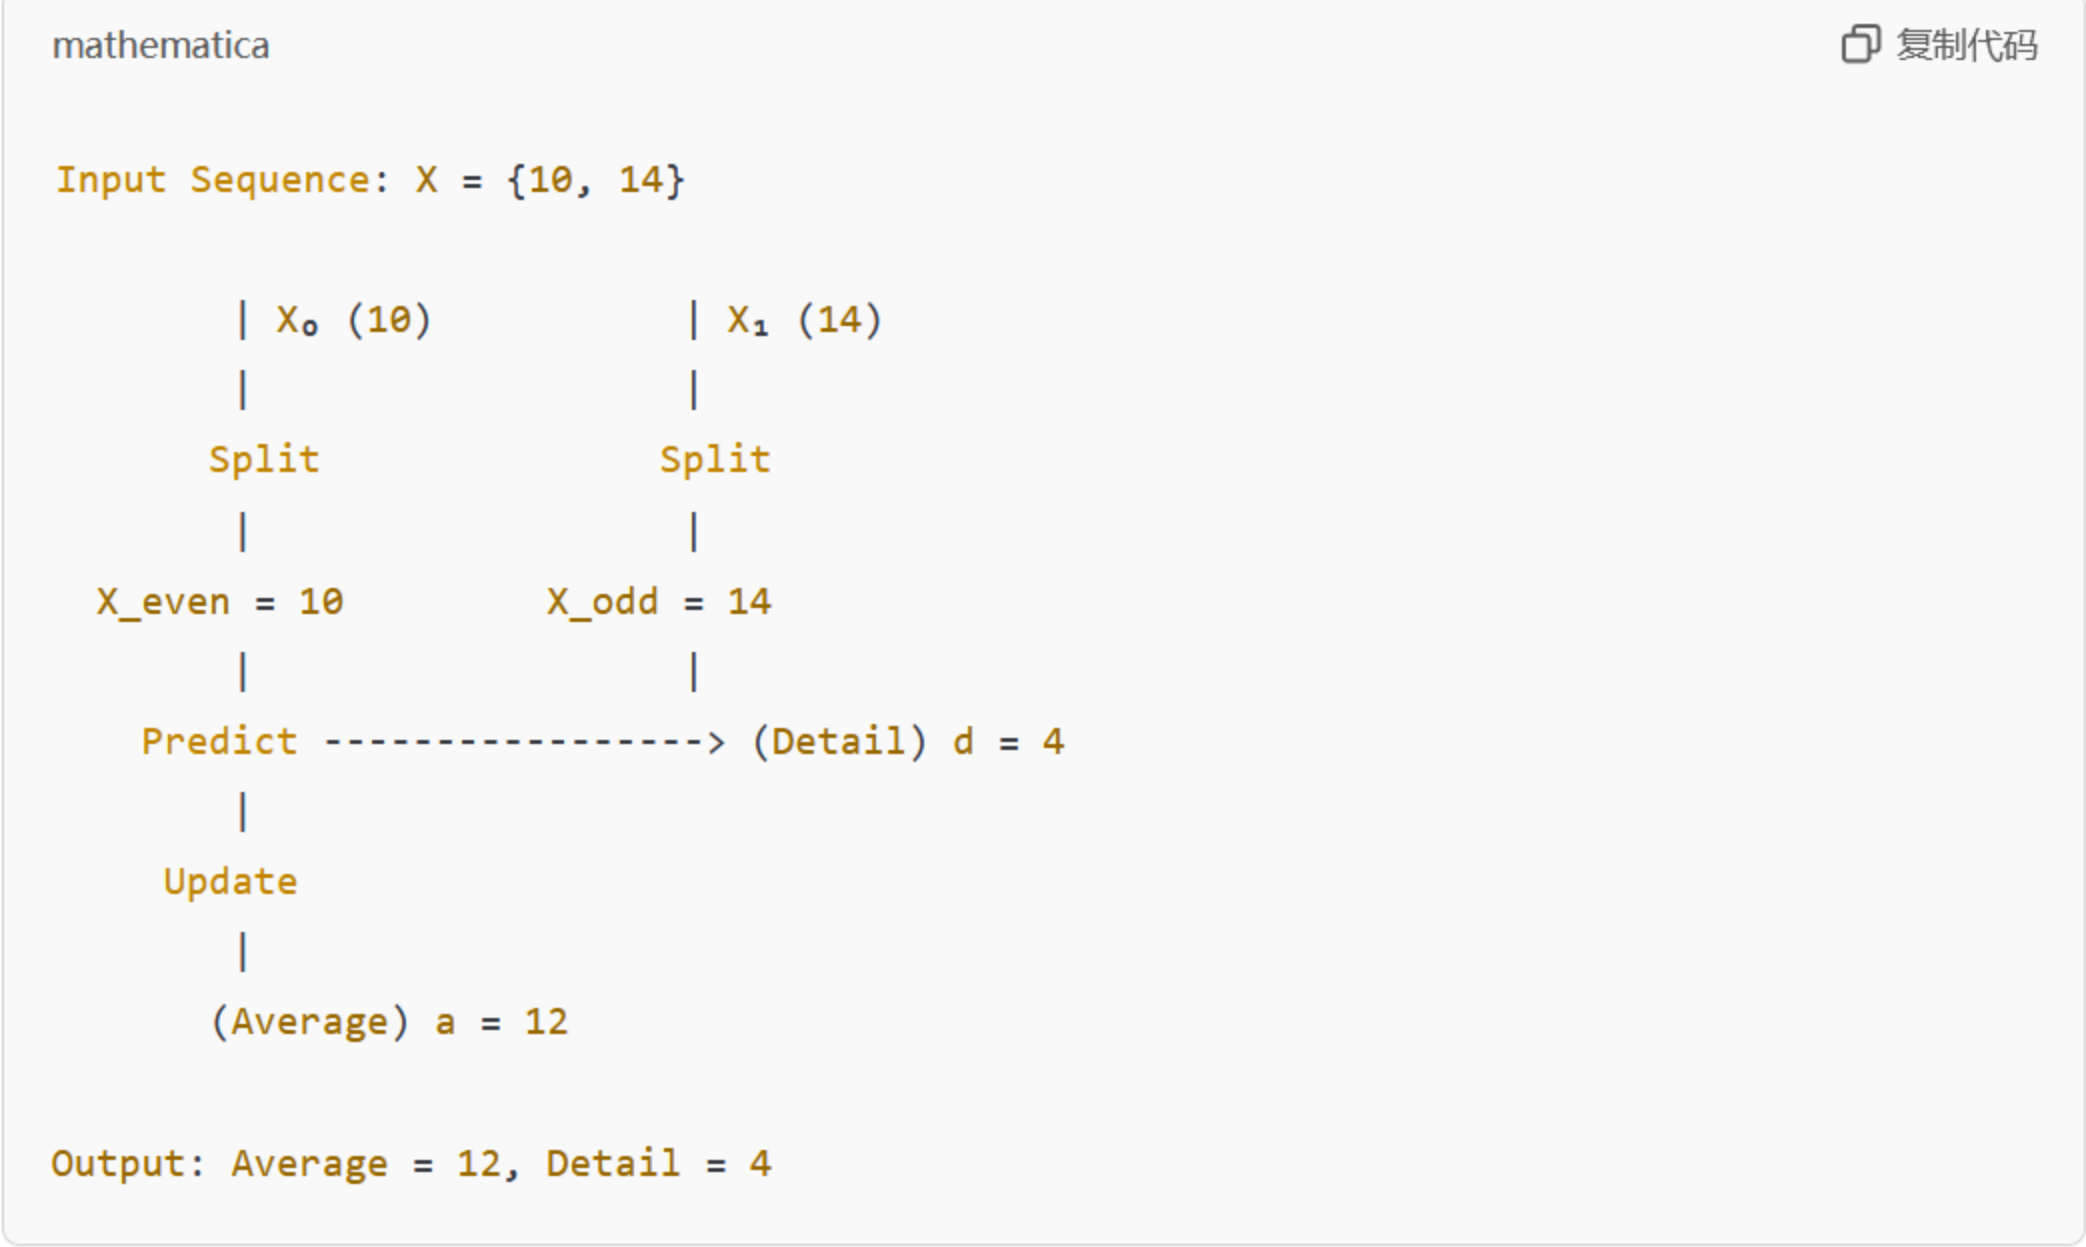 mathematica
复制代码
Input Sequence: X = {10, 14}
| X₀ (10) | X₁ (14)
| |
Split Split
| |
X_even = 10 X_odd = 14
| |
Predict -----------------> (Detail) d = 4
|
Update
|
(Average) a = 12
Output: Average = 12, Detail = 4